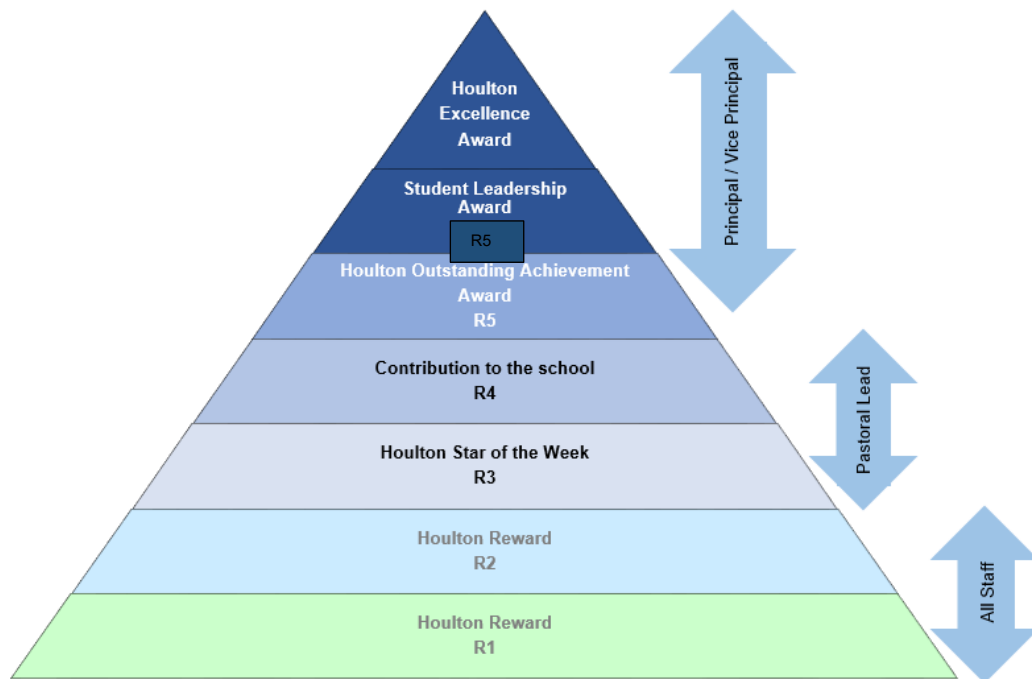 Houlton
Excellence
Award
Student Leadership
Award
R5
Houlton Outstanding Achievement
Award
R5
Contribution to the school
R4
Houlton Star of the Week
R3
Houlton Reward
R2
Houlton Reward
R1
Principal / Vice Principal
Pastoral Lead
All Staff